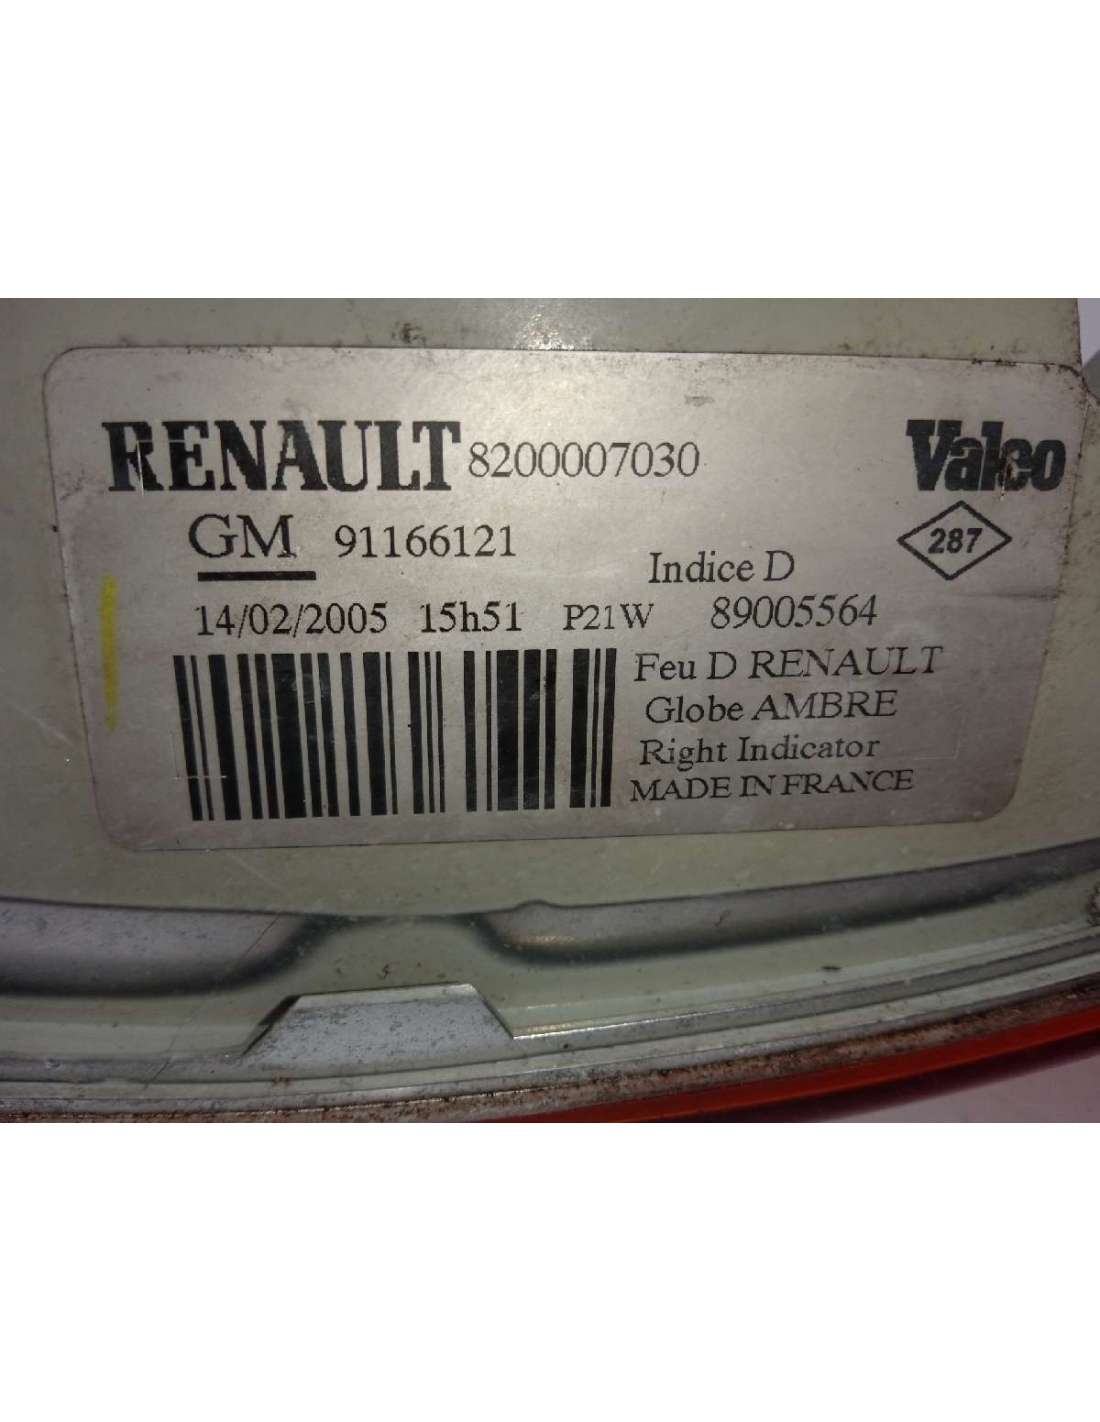 RENAULT 8200007030 Valeo
GM 91166121 287
Indice D
14/02/2005 15h51 P21W 89005564
Feu D RENAULT
Globe AMBRE
Right Indicator
MADE IN FRANCE